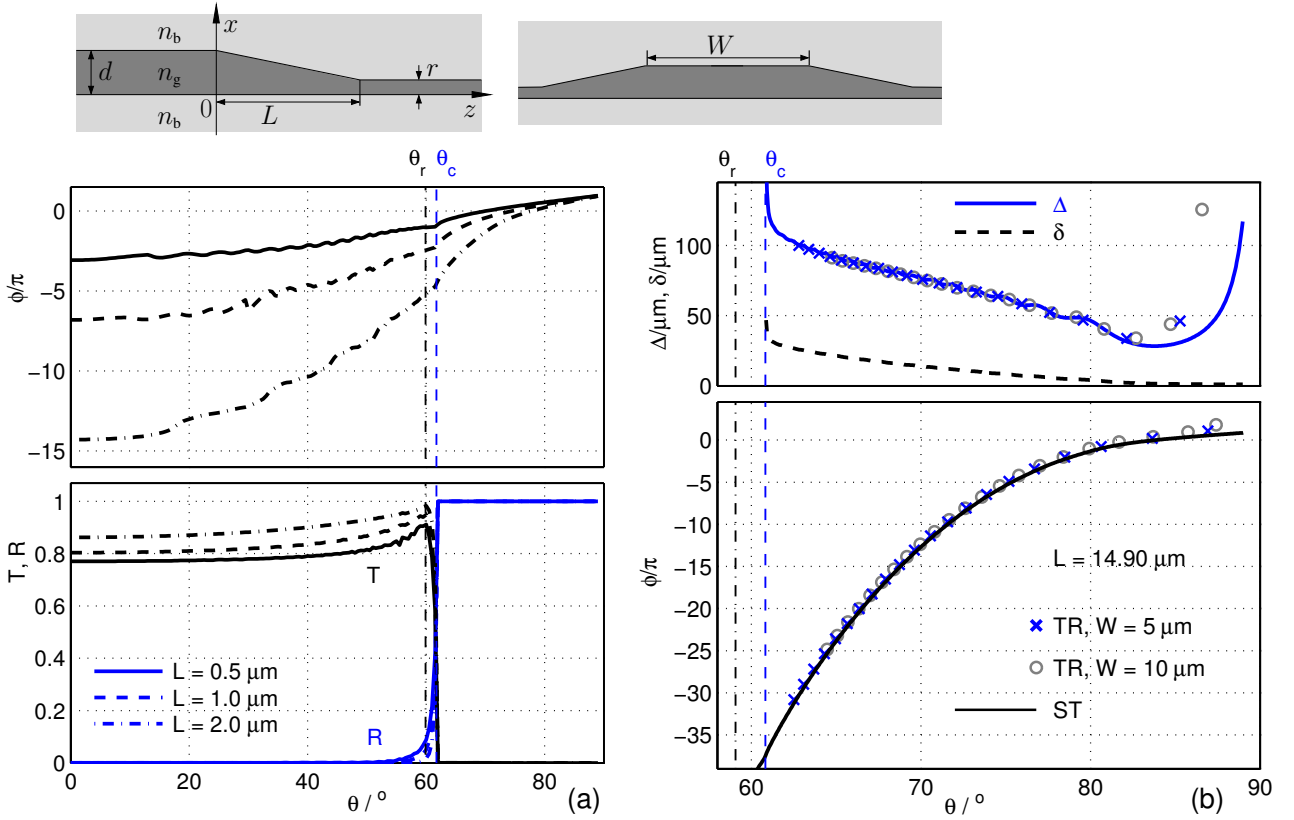 n_b
x
d
n_g
r
0
L
z
n_b
W
θ_r θ_c
0
−5
−10
−15
ϕ/π
1
0.8
0.6
0.4
0.2
0
T, R
T
R
L = 0.5 μm
L = 1.0 μm
L = 2.0 μm
0 20 40 60 80
θ / °
(a)
θ_r θ_c
100
50
0
Δ/μm, δ/μm
Δ
δ
0
−5
−10
−15
−20
−25
−30
−35
ϕ/π
L = 14.90 μm
TR, W = 5 μm
TR, W = 10 μm
ST
60 70 80 90
θ / °
(b)